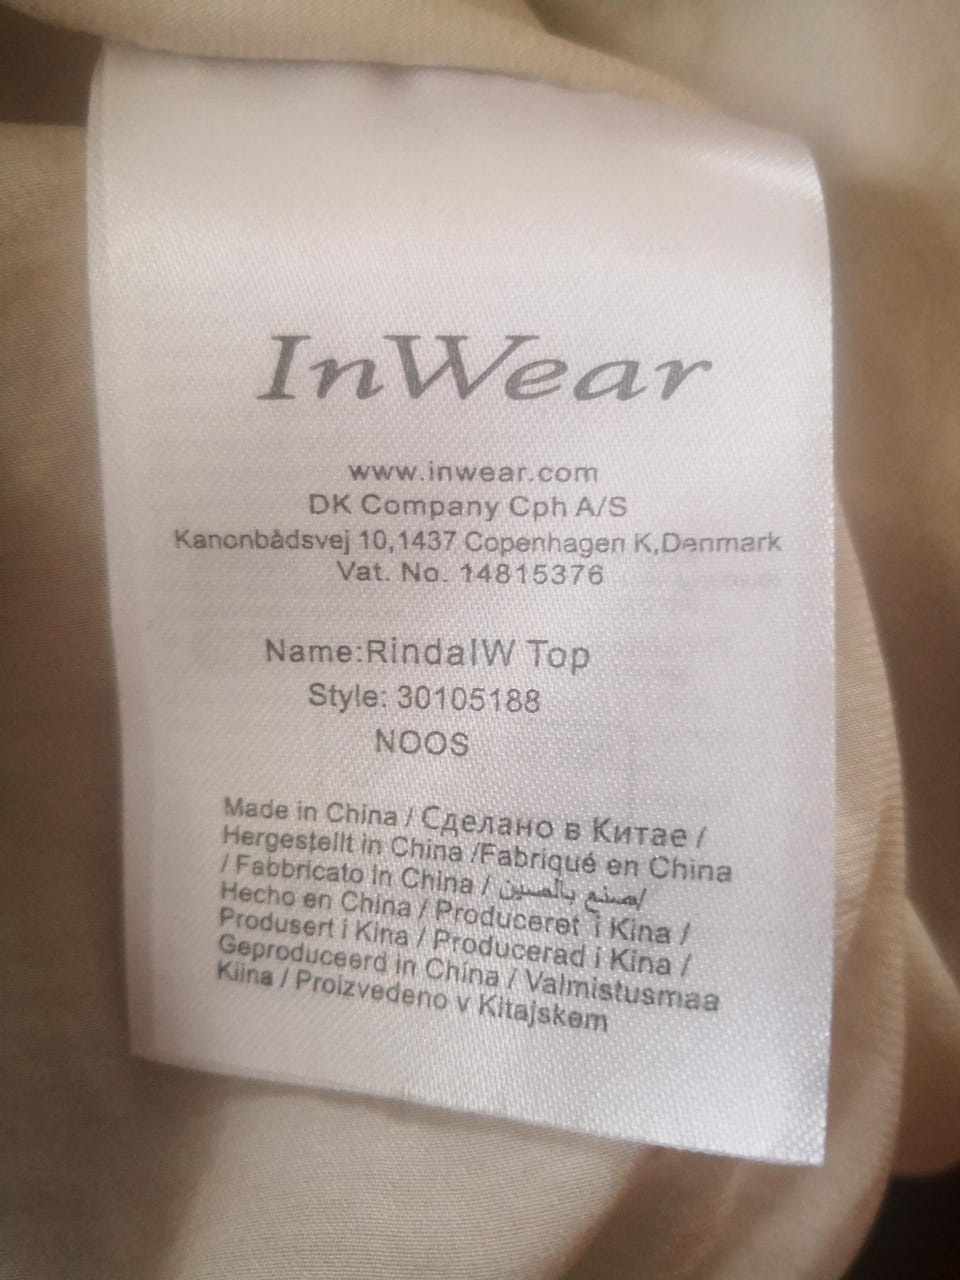 InWear
www.inwear.com
DK Company Cph A/S
Kanonbådsvej 10,1437 Copenhagen K,Denmark
Vat. No. 14815376
Name:RindaIW Top
Style: 30105188
NOOS
Made in China / Сделано в Китае /
Hergestellt in China /Fabriqué en China
/ Fabbricato in China / صنع بالصين/
Hecho en China / Produceret i Kina /
Produsert i Kina / Producerad i Kina /
Geproduceerd in China / Valmistusmaa
Kiina / Proizvedeno v Kitajskem